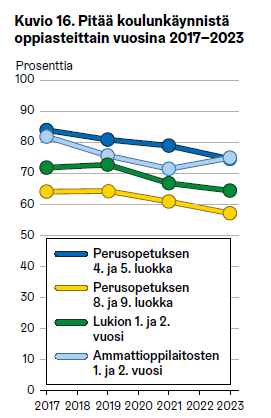 Kuvio 16. Pitää koulunkäynnistä
oppiasteittain vuosina 2017–2023
Prosenttia
100
90
80
70
60
50
40
30
20
10
0
Perusopetuksen
4. ja 5. luokka
Perusopetuksen
8. ja 9. luokka
Lukion 1. ja 2.
vuosi
Ammattioppilaitosten
1. ja 2. vuosi
2017 2018 2019 2020 2021 2022 2023